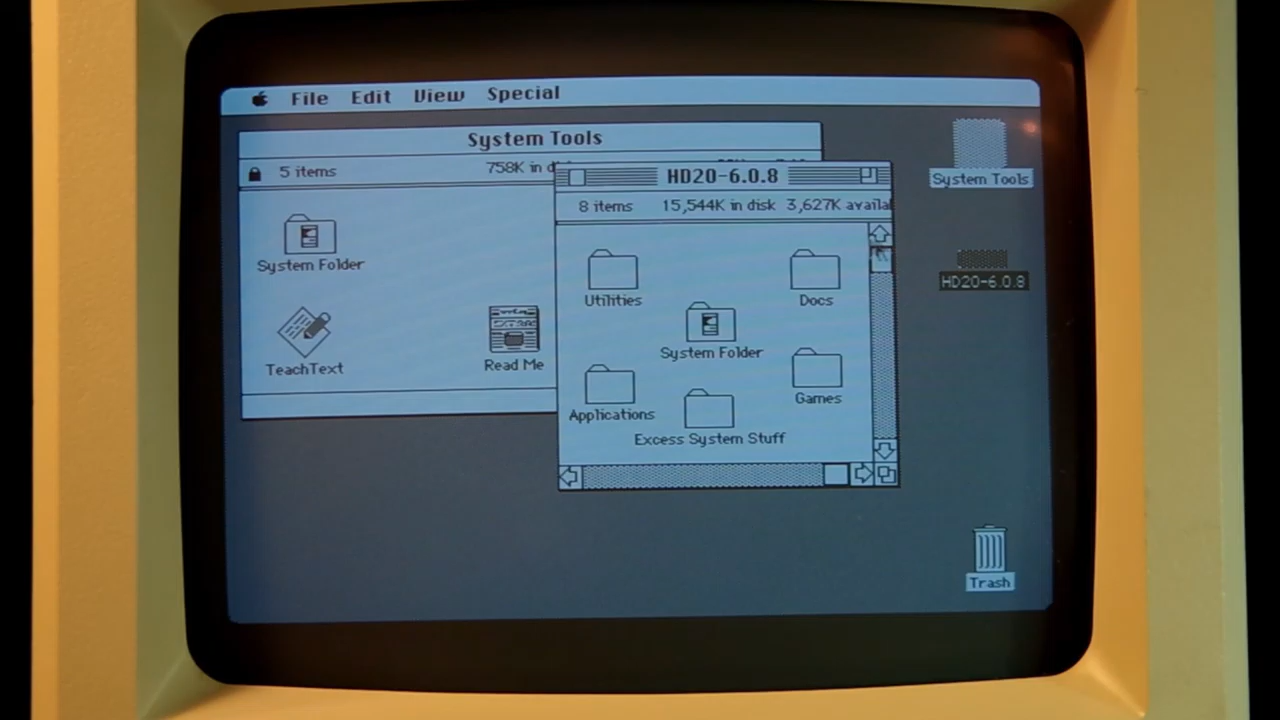 File Edit View Special
System Tools
5 items 758K in
System Folder
TeachText
Read Me
HD20-6.0.8
8 items 15,544K in disk 3,627K availa
Utilities
Docs
System Folder
Applications
Games
Excess System Stuff
System Tools
HD20-6.0.8
Trash